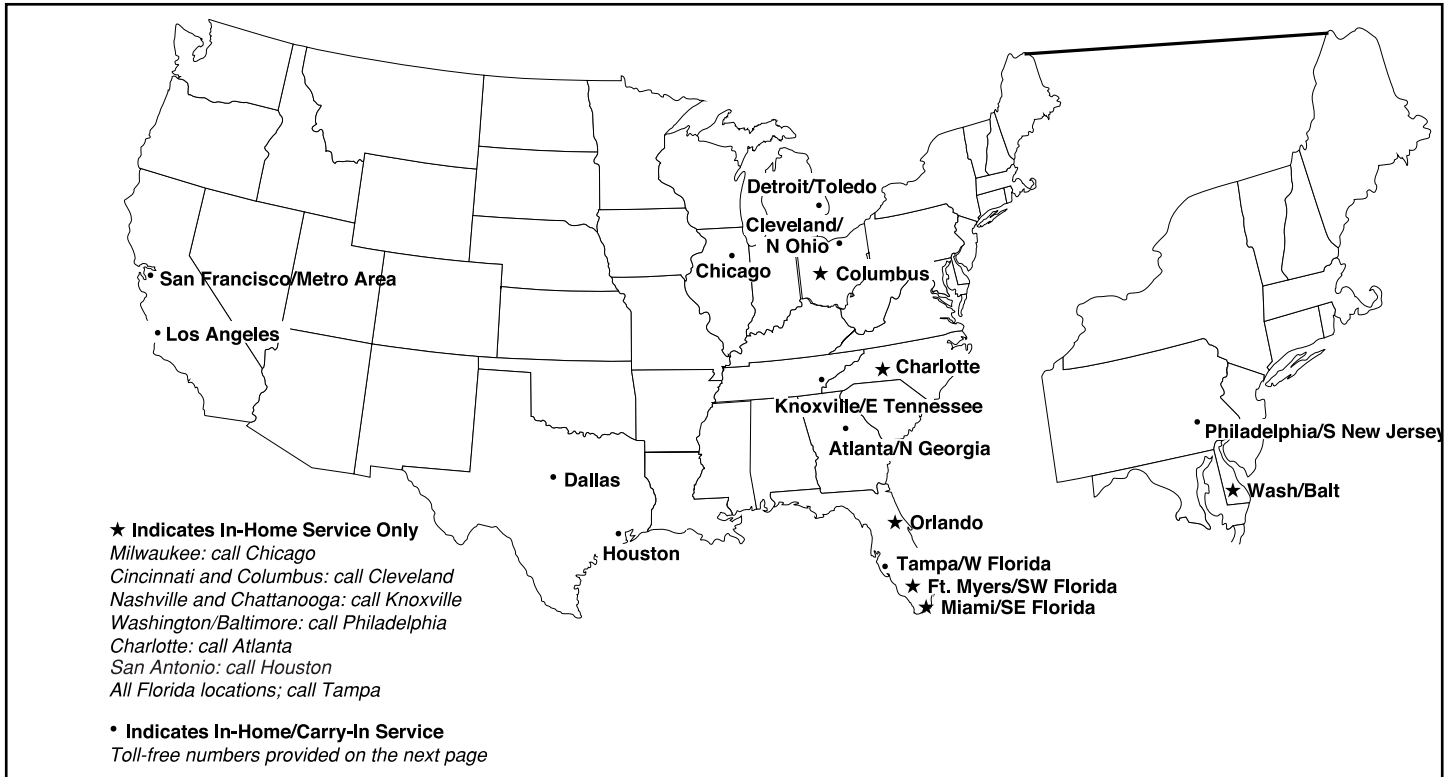 Detroit/Toledo
Cleveland/
N Ohio
Chicago
★ Columbus
San Francisco/Metro Area
Los Angeles
★ Charlotte
Knoxville/E Tennessee
Atlanta/N Georgia
Philadelphia/S New Jersey
★ Wash/Balt
Dallas
Houston
★ Orlando
Tampa/W Florida
★ Ft. Myers/SW Florida
★ Miami/SE Florida
★ Indicates In-Home Service Only
Milwaukee: call Chicago
Cincinnati and Columbus: call Cleveland
Nashville and Chattanooga: call Knoxville
Washington/Baltimore: call Philadelphia
Charlotte: call Atlanta
San Antonio: call Houston
All Florida locations; call Tampa
• Indicates In-Home/Carry-In Service
Toll-free numbers provided on the next page